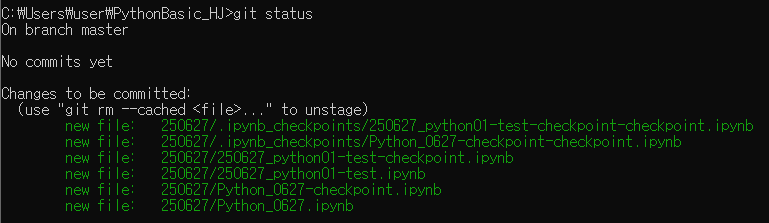 C:₩Users₩user₩PythonBasic_HJ>git status
On branch master
No commits yet
Changes to be committed:
(use "git rm --cached <file>..." to unstage)
new file: 250627/.ipynb_checkpoints/250627_python01-test-checkpoint-checkpoint.ipynb
new file: 250627/.ipynb_checkpoints/Python_0627-checkpoint-checkpoint.ipynb
new file: 250627/250627_python01-test-checkpoint.ipynb
new file: 250627/250627_python01-test.ipynb
new file: 250627/Python_0627-checkpoint.ipynb
new file: 250627/Python_0627.ipynb